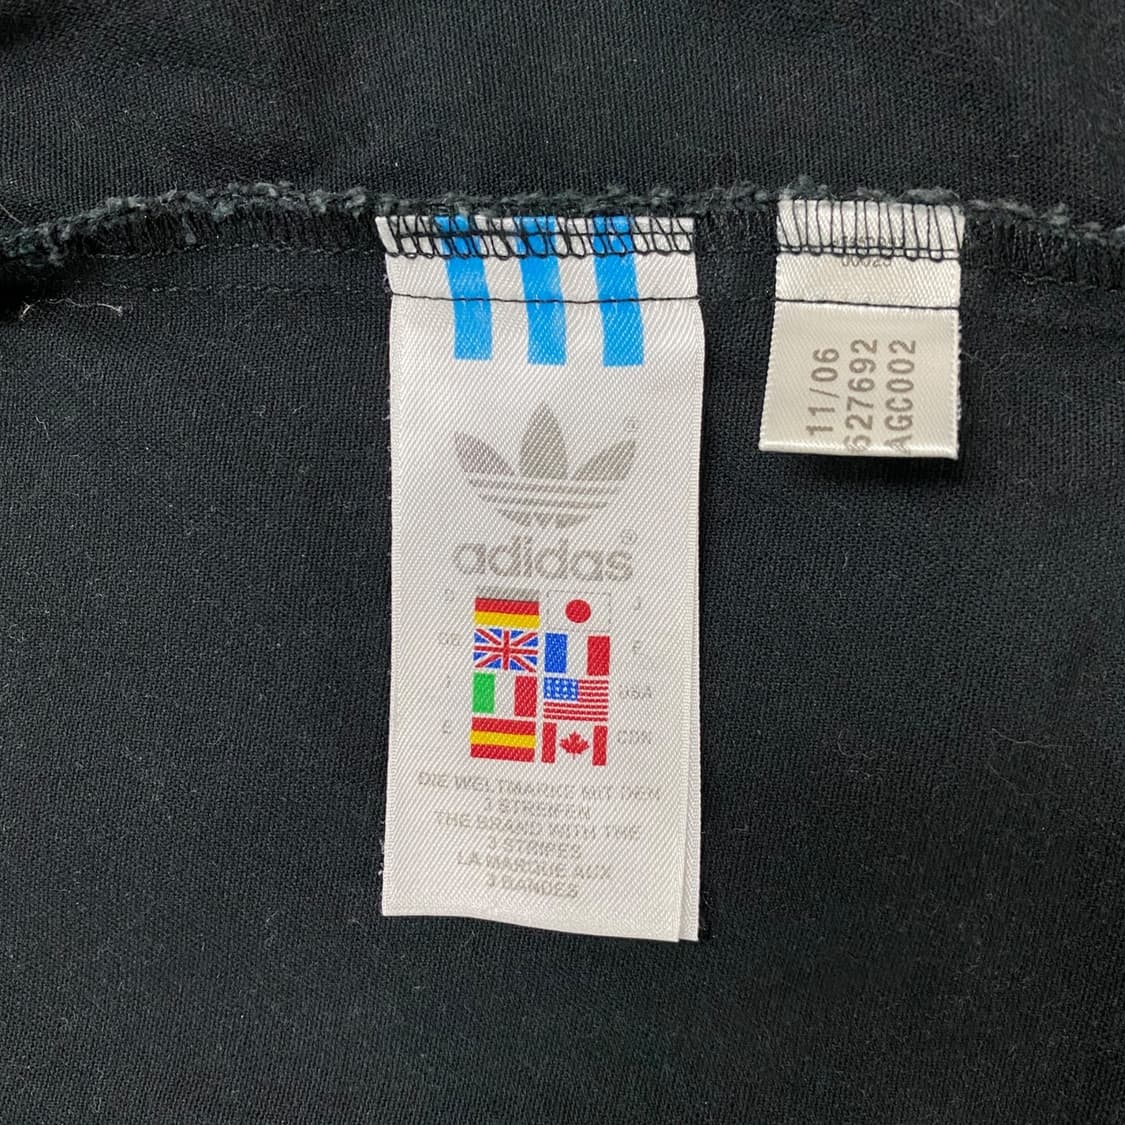 adidas®
D
J
GB
F
I
USA
E
CDN
DIE WELTMARKE MIT DEN
3 STREIFEN
THE BRAND WITH THE
3 STRIPES
LA MARQUE AUX
3 BANDES
11/06
627692
AGC002